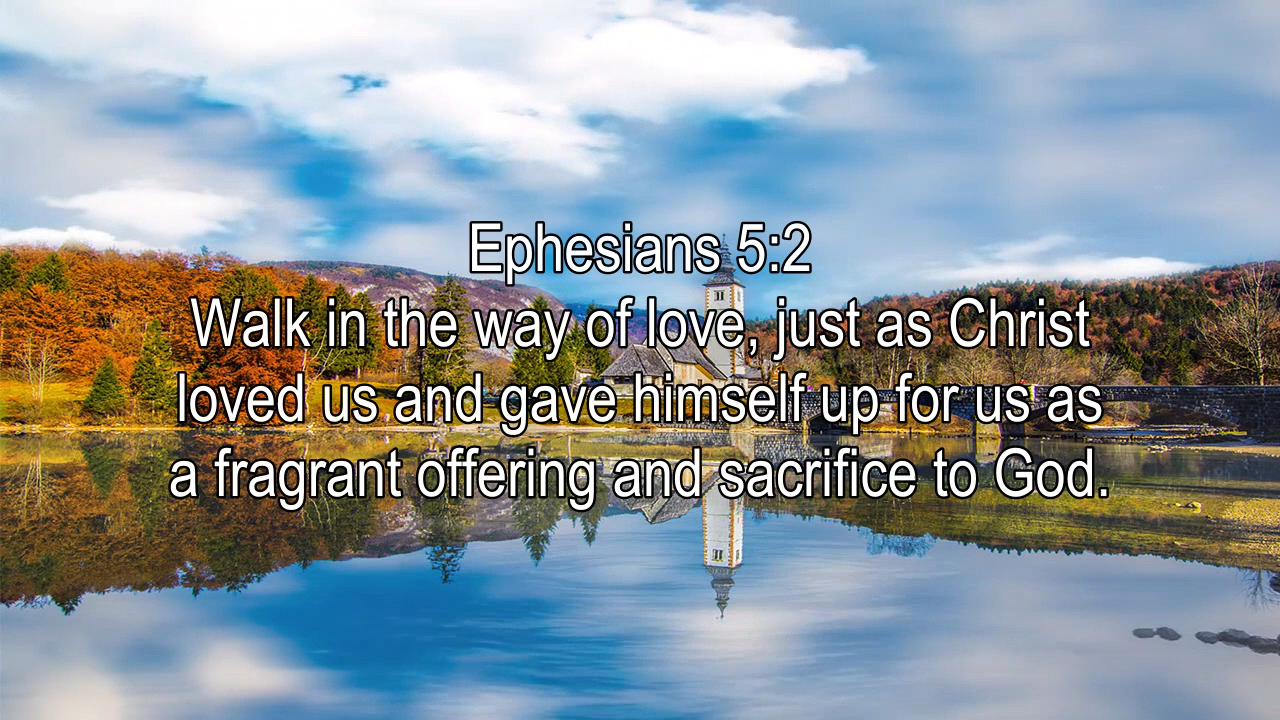 Ephesians 5:2
Walk in the way of love, just as Christ
loved us and gave himself up for us as
a fragrant offering and sacrifice to God.